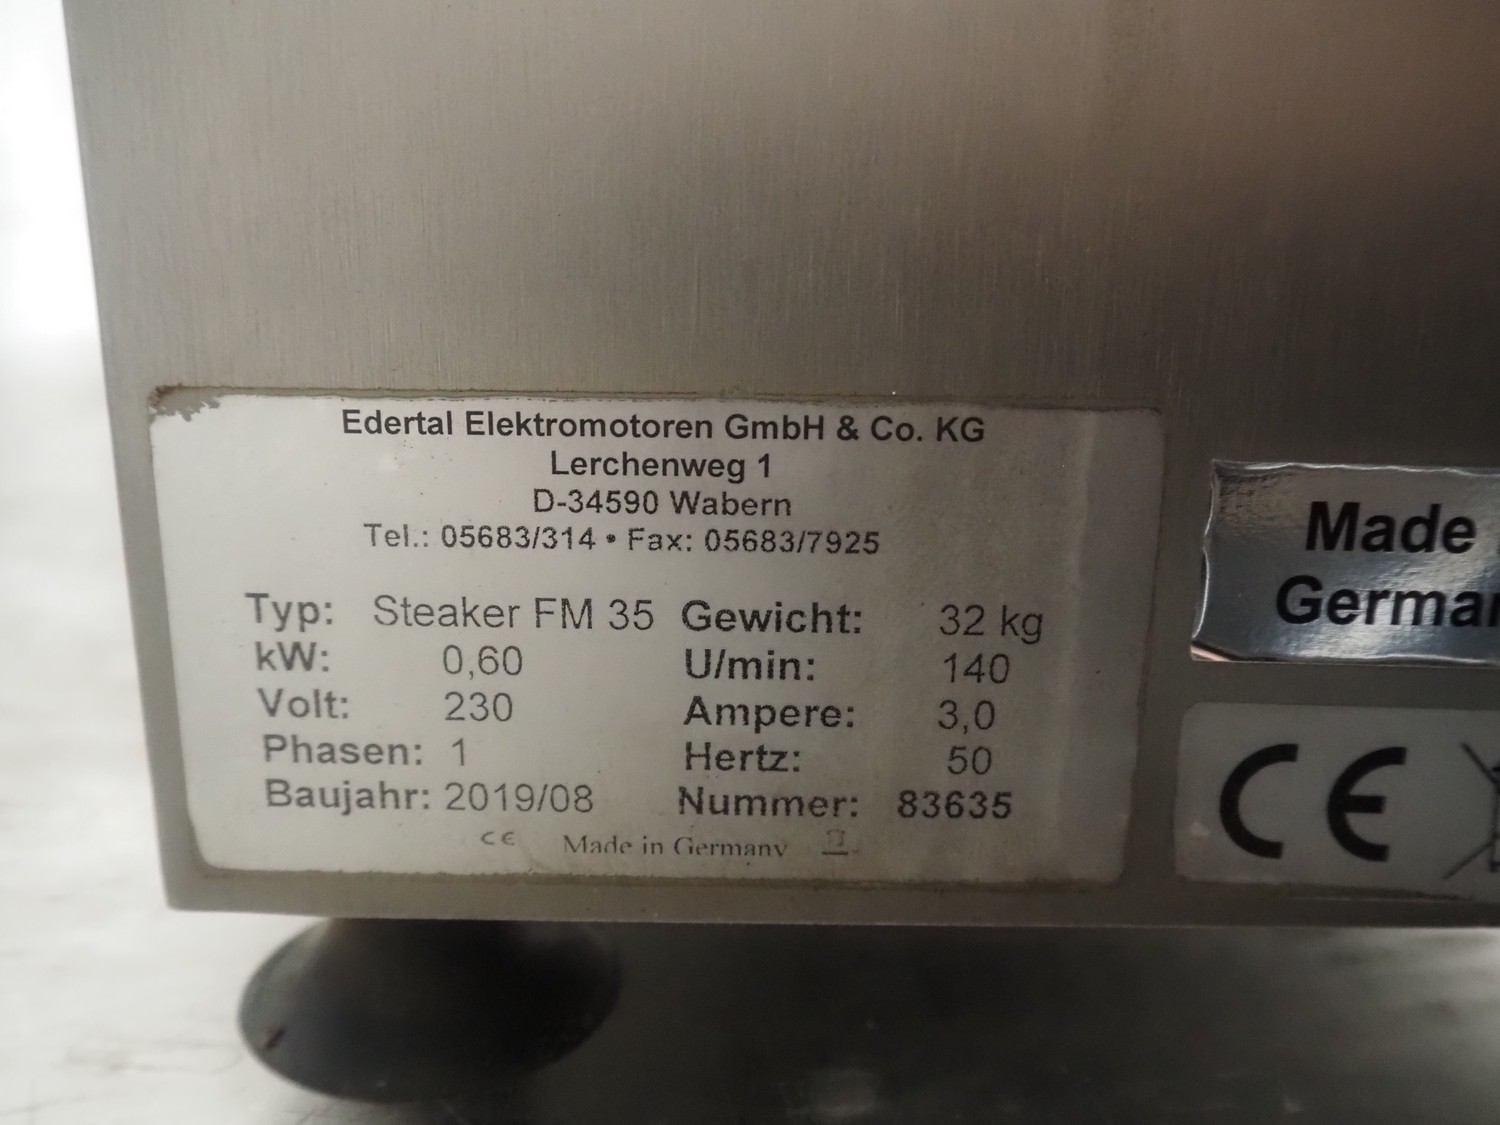 Edertal Elektromotoren GmbH & Co. KG
Lerchenweg 1
D-34590 Wabern
Tel.: 05683/314 • Fax: 05683/7925
Typ: Steaker FM 35 Gewicht: 32 kg
kW: 0,60 U/min: 140
Volt: 230 Ampere: 3,0
Phasen: 1 Hertz: 50
Baujahr: 2019/08 Nummer: 83635
CE Made in Germany
Made
CE